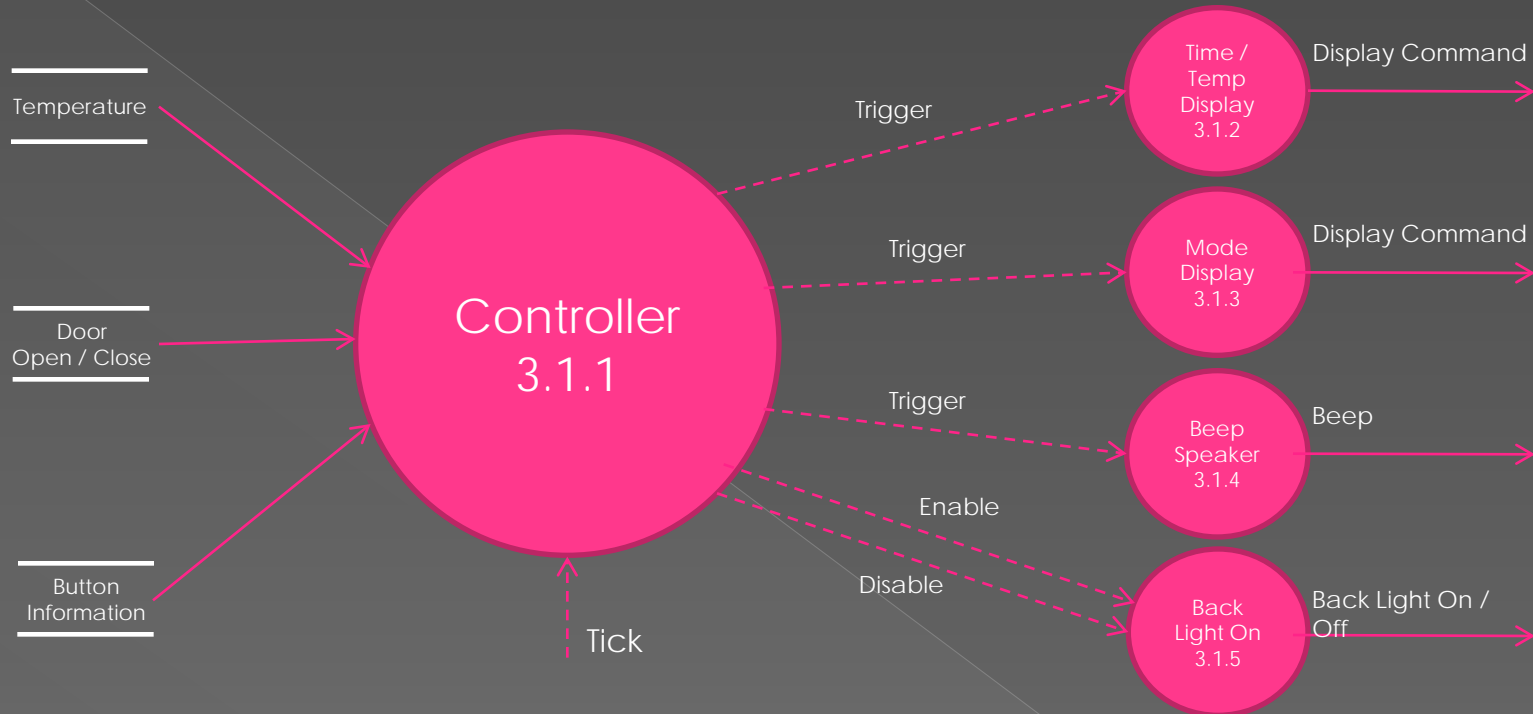 Temperature
Door
Open / Close
Button
Information
Controller
3.1.1
Tick
Trigger
Trigger
Trigger
Enable
Disable
Time /
Temp
Display
3.1.2
Display Command
Mode
Display
3.1.3
Display Command
Beep
Speaker
3.1.4
Beep
Back
Light On
3.1.5
Back Light On /
Off